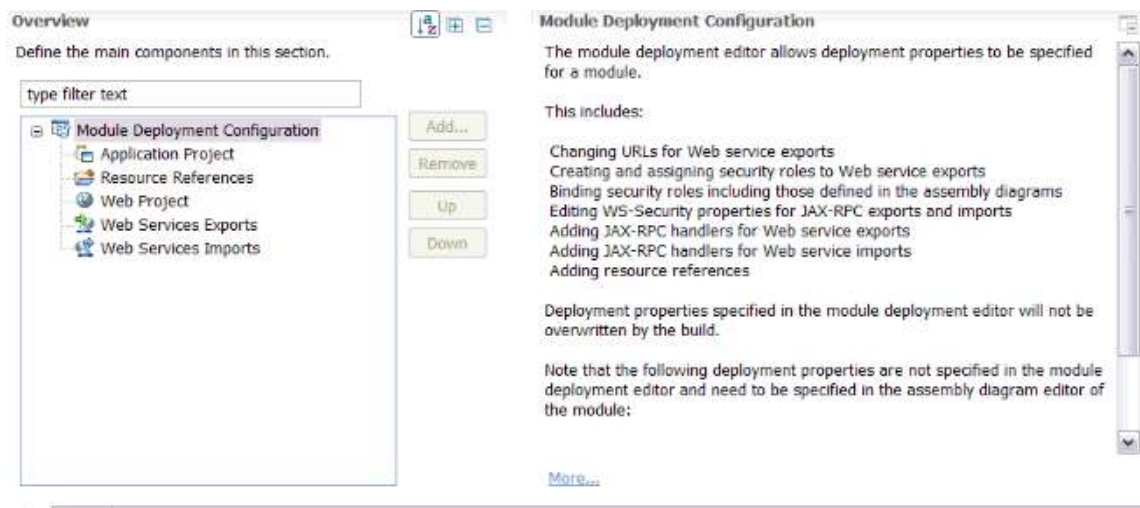 Overview
Define the main components in this section.
type filter text
Module Deployment Configuration
Application Project
Resource References
Web Project
Web Services Exports
Web Services Imports
Add...
Remove
Up
Down
Module Deployment Configuration
The module deployment editor allows deployment properties to be specified
for a module.
This includes:
Changing URLs for Web service exports
Creating and assigning security roles to Web service exports
Binding security roles including those defined in the assembly diagrams
Editing WS-Security properties for JAX-RPC exports and imports
Adding JAX-RPC handlers for Web service exports
Adding JAX-RPC handlers for Web service imports
Adding resource references
Deployment properties specified in the module deployment editor will not be
overwritten by the build.
Note that the following deployment properties are not specified in the module
deployment editor and need to be specified in the assembly diagram editor of
the module:
More...